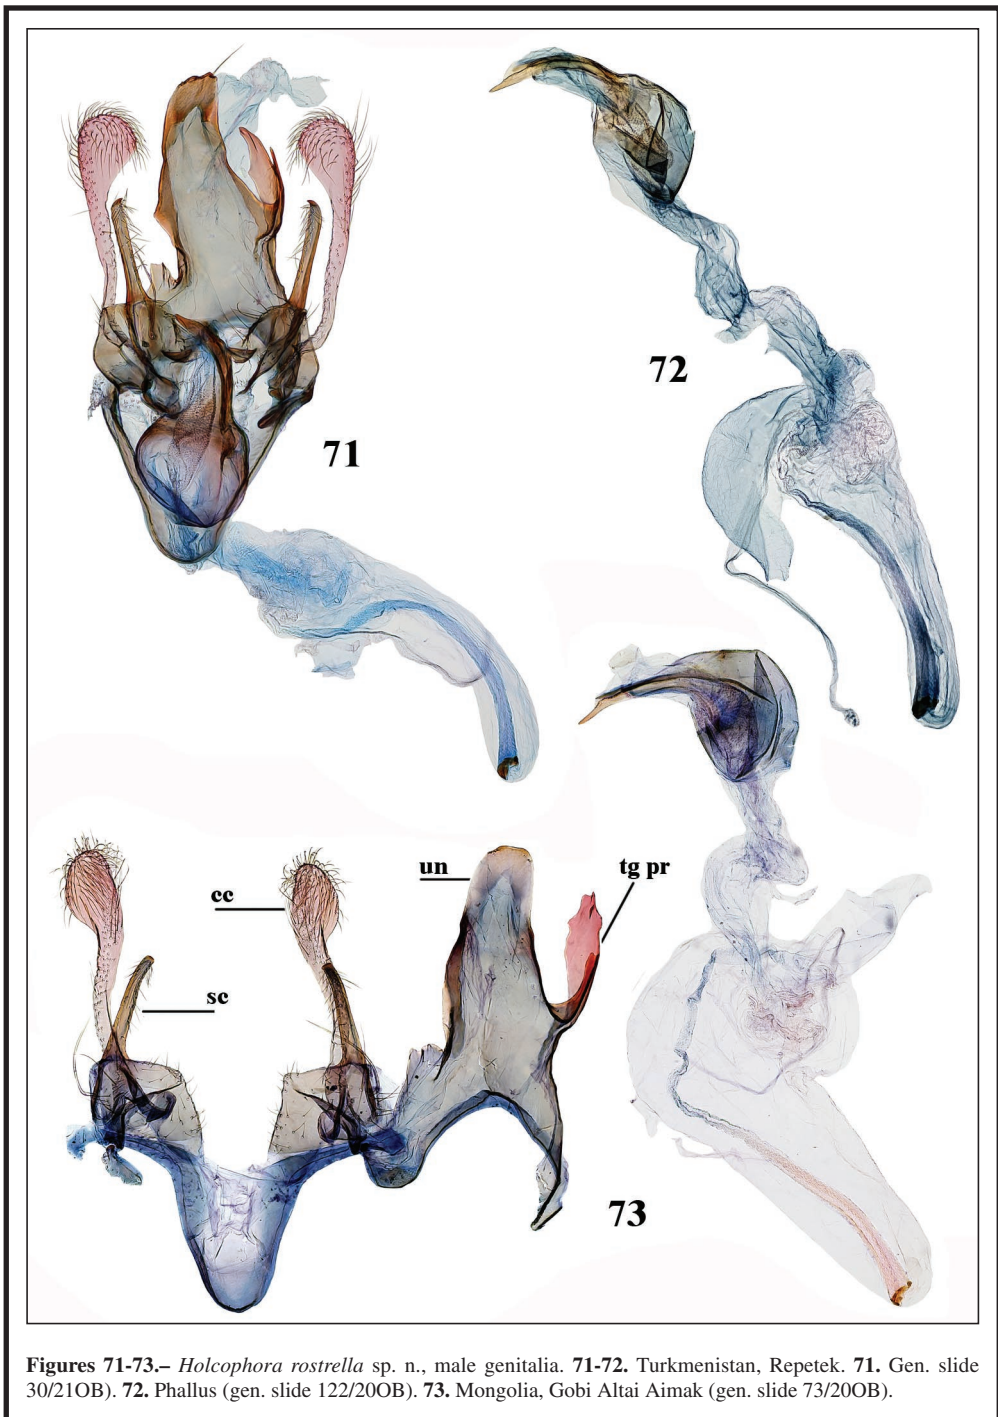 72
71
un
tg pr
cc
sc
73
Figures 71-73.– Holcophora rostrella sp. n., male genitalia. 71-72. Turkmenistan, Repetek. 71. Gen. slide
30/21OB). 72. Phallus (gen. slide 122/20OB). 73. Mongolia, Gobi Altai Aimak (gen. slide 73/20OB).